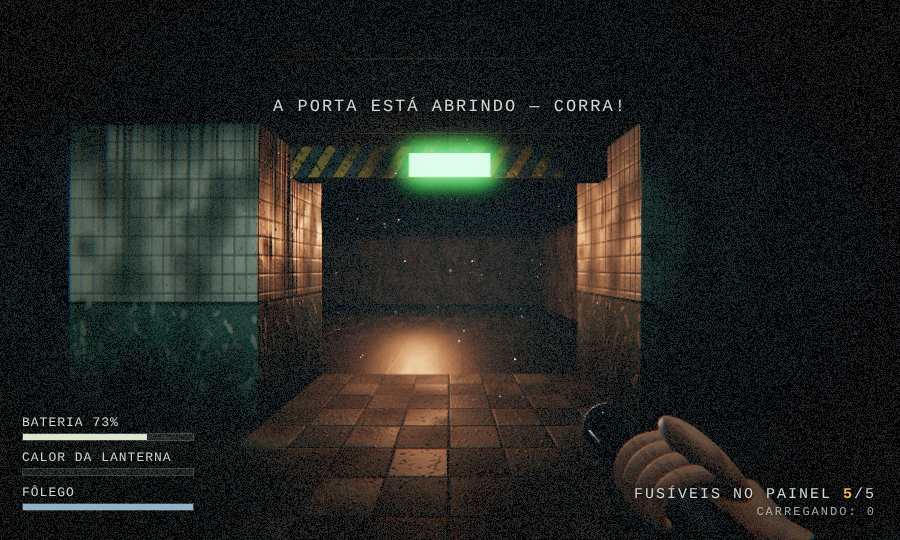 A PORTA ESTÁ ABRINDO — CORRA!
BATERIA 73%
CALOR DA LANTERNA
FÔLEGO
FUSÍVEIS NO PAINEL 5/5
CARREGANDO: 0